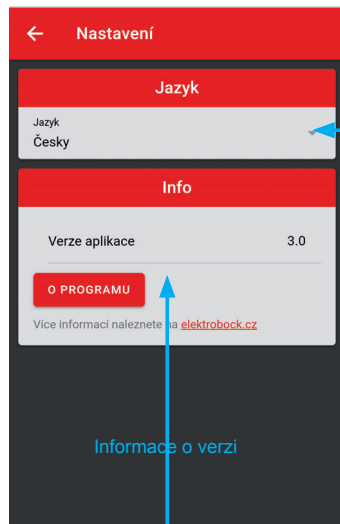 Nastavení
Jazyk
Jazyk
Česky
Info
Verze aplikace 3.0
O PROGRAMU
Více informací naleznete na elektrobock.cz
Informace o verzi